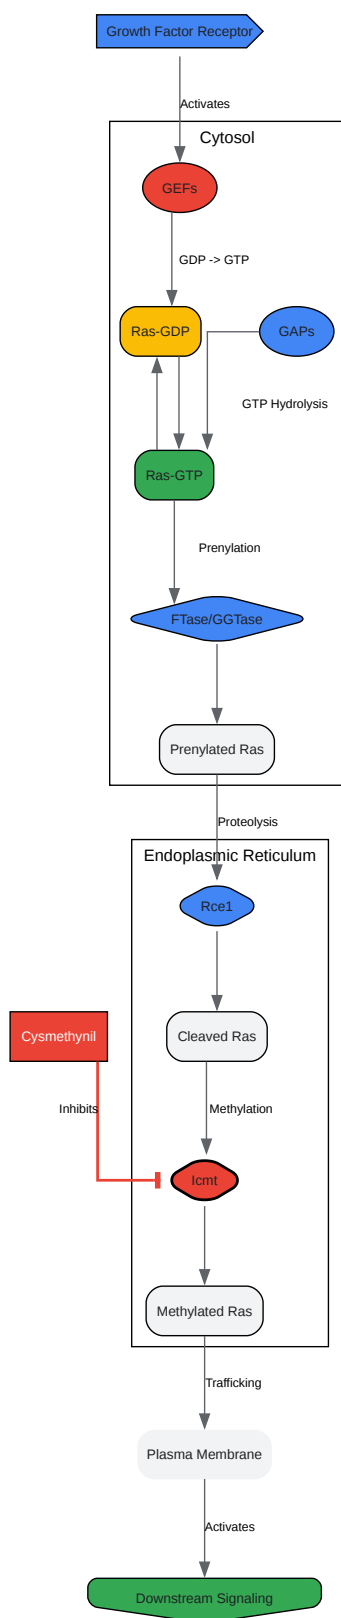 Growth Factor Receptor
Activates
Cytosol
GEFs
GDP -> GTP
Ras-GDP
GAPs
GTP Hydrolysis
Ras-GTP
Prenylation
FTase/GGTase
Prenylated Ras
Proteolysis
Endoplasmic Reticulum
Rce1
Cysmethynil
Cleaved Ras
Inhibits
Methylation
Icmt
Methylated Ras
Trafficking
Plasma Membrane
Activates
Downstream Signaling